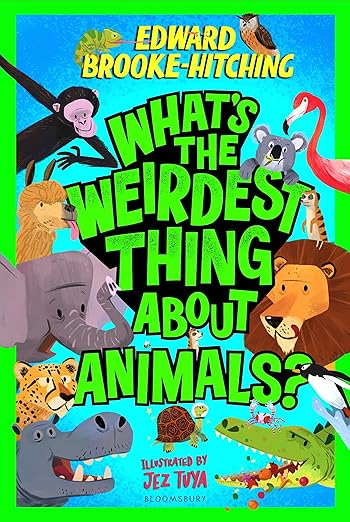 EDWARD
BROOKE-HITCHING
WHAT'S
THE
WEIRDEST
THING
ABOUT
ANIMALS?
ILLUSTRATED BY
JEZ TUYA
BLOOMSBURY